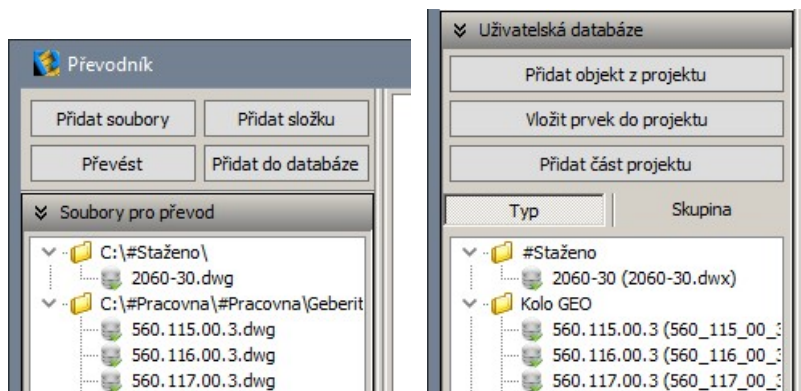 Převodník
Přidat soubory
Přidat složku
Převést
Přidat do databáze
Soubory pro převod
C:\#Staženo\
2060-30.dwg
C:\#Pracovna\#Pracovna\Geberit
560.115.00.3.dwg
560.116.00.3.dwg
560.117.00.3.dwg
Uživatelská databáze
Přidat objekt z projektu
Vložit prvek do projektu
Přidat část projektu
Typ
Skupina
#Staženo
2060-30 (2060-30.dwx)
Kolo GEO
560.115.00.3 (560_115_00_3
560.116.00.3 (560_116_00_3
560.117.00.3 (560_117_00_3